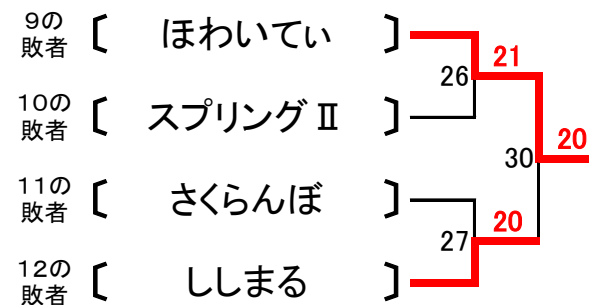 9の
敗者
〔 ほわいてぃ 〕
21
26
10の
敗者
〔 スプリングⅡ 〕
20
30
11の
敗者
〔 さくらんぼ 〕
20
27
12の
敗者
〔 ししまる 〕